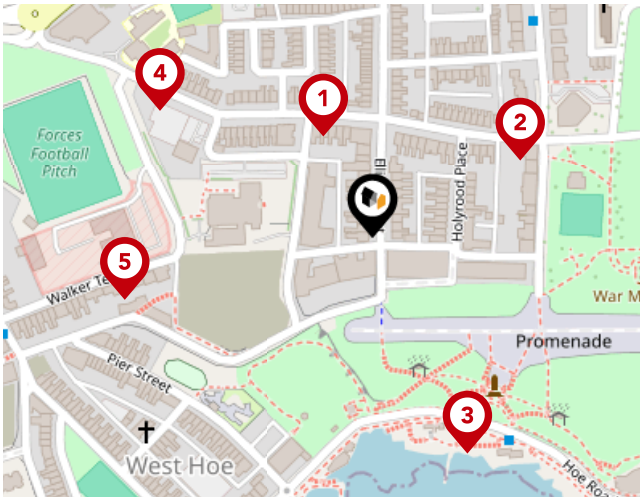 4
1
2
Forces
Football
Pitch
Holyrood Place
5
Walker Te
War M
Promenade
Pier Street
3
West Hoe
Hoe Roa